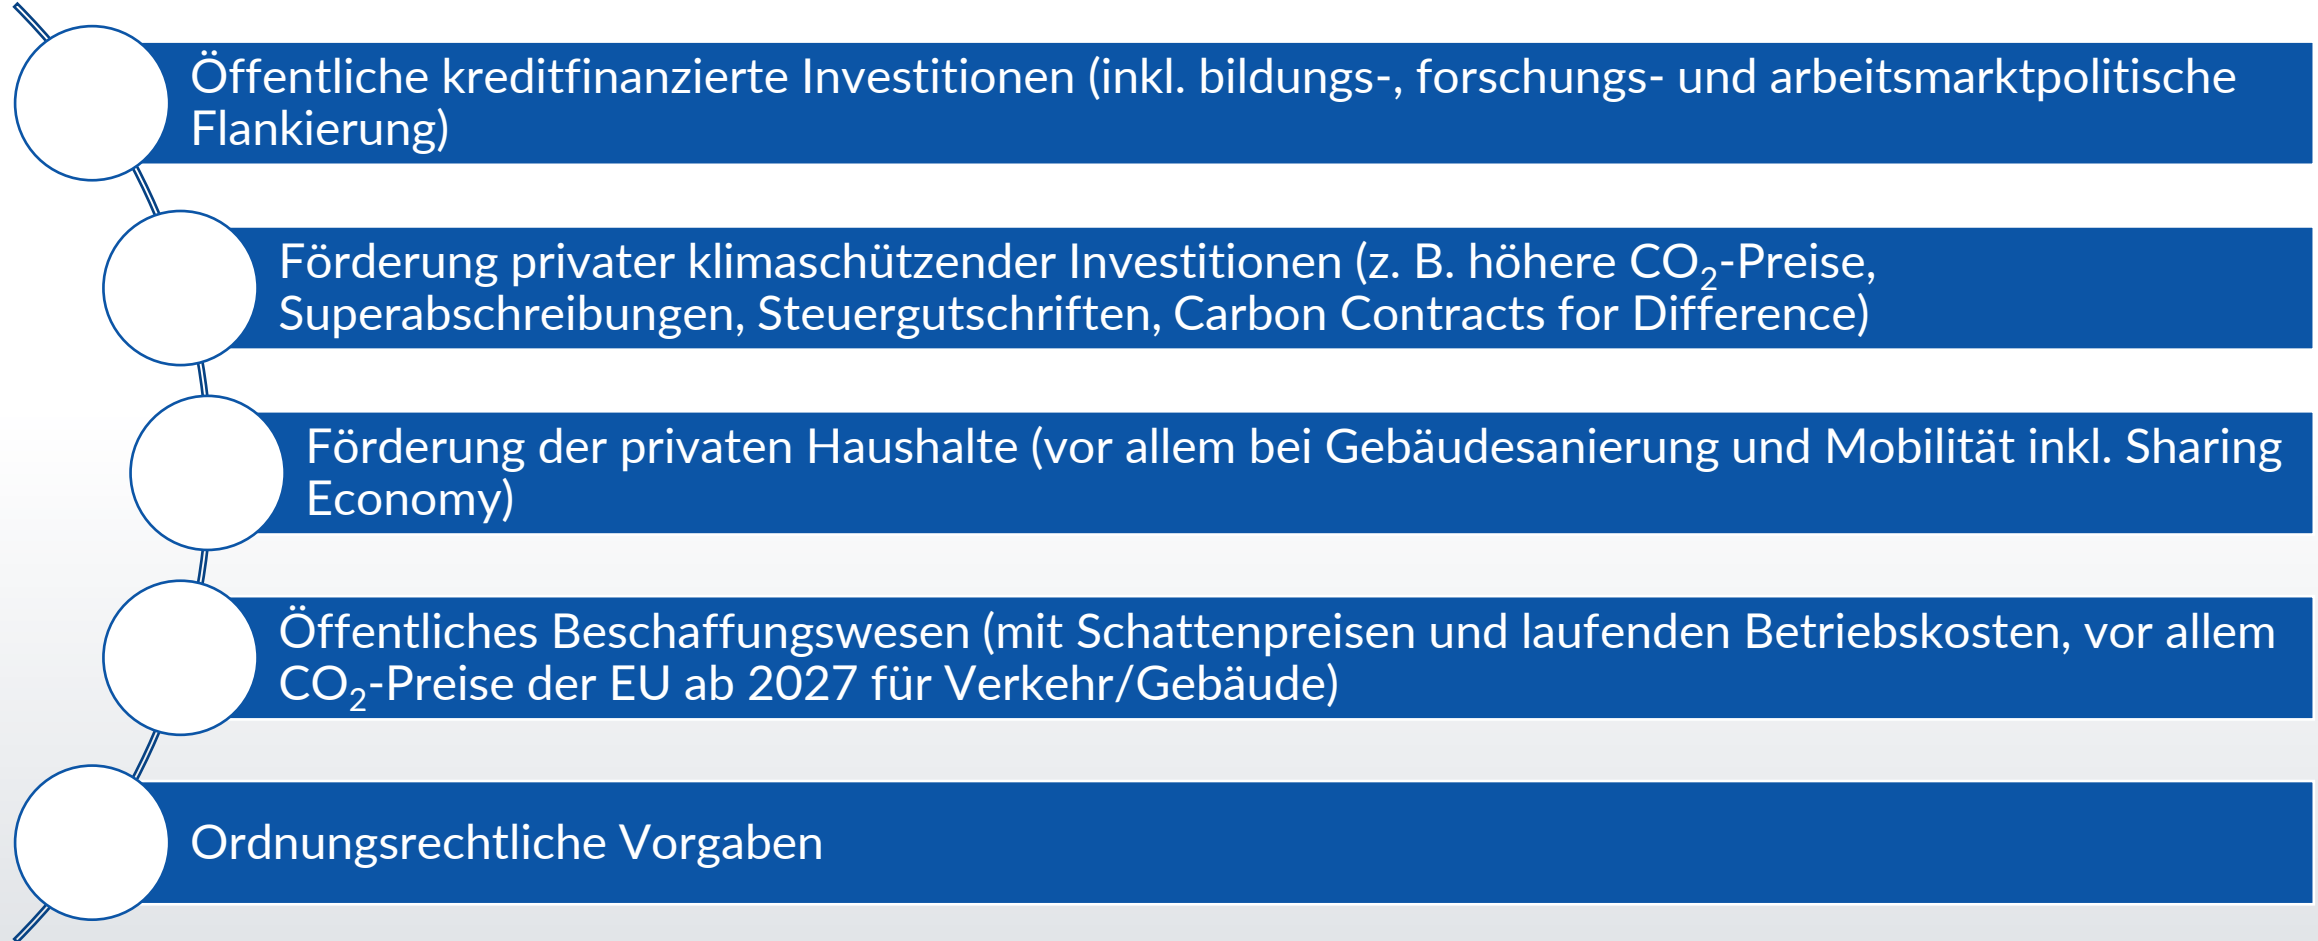 Öffentliche kreditfinanzierte Investitionen (inkl. bildungs-, forschungs- und arbeitsmarktpolitische
Flankierung)
Förderung privater klimaschützender Investitionen (z. B. höhere CO₂-Preise,
Superabschreibungen, Steuergutschriften, Carbon Contracts for Difference)
Förderung der privaten Haushalte (vor allem bei Gebäudesanierung und Mobilität inkl. Sharing
Economy)
Öffentliches Beschaffungswesen (mit Schattenpreisen und laufenden Betriebskosten, vor allem
CO₂-Preise der EU ab 2027 für Verkehr/Gebäude)
Ordnungsrechtliche Vorgaben